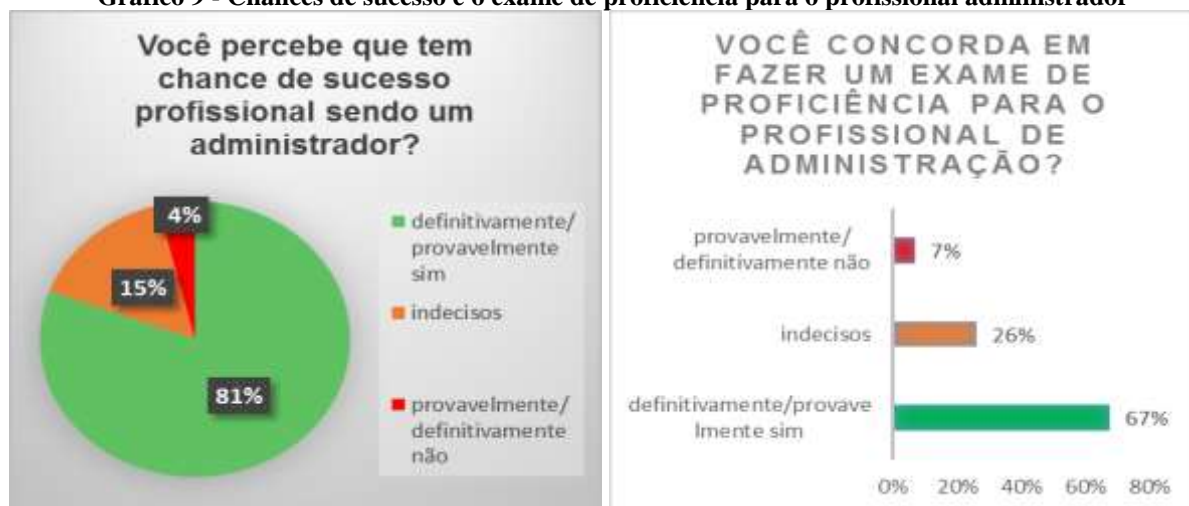 Gráfico 9 - Chances de sucesso e o exame de proficiência para o profissional administrador
Você percebe que tem
chance de sucesso
profissional sendo um
administrador?
4%
15%
81%
definitivamente/
provavelmente
sim
indecisos
provavelmente/
definitivamente
não
VOCÊ CONCORDA EM
FAZER UM EXAME DE
PROFICIÊNCIA PARA O
PROFISSIONAL DE
ADMINISTRAÇÃO?
provavelmente/
definitivamente não
7%
indecisos
26%
definitivamente/provave
lmente sim
67%
0% 20% 40% 60% 80%